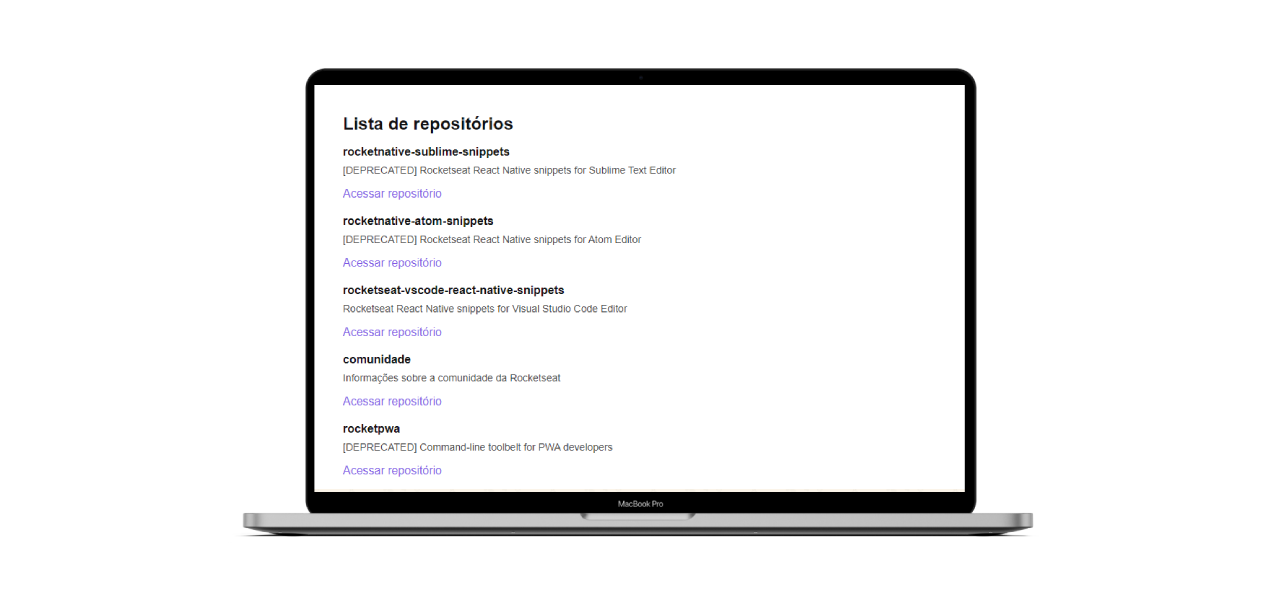 Lista de repositórios
rocketnative-sublime-snippets
[DEPRECATED] Rocketseat React Native snippets for Sublime Text Editor
Acessar repositório
rocketnative-atom-snippets
[DEPRECATED] Rocketseat React Native snippets for Atom Editor
Acessar repositório
rocketseat-vscode-react-native-snippets
Rocketseat React Native snippets for Visual Studio Code Editor
Acessar repositório
comunidade
Informações sobre a comunidade da Rocketseat
Acessar repositório
rocketpwa
[DEPRECATED] Command-line toolbelt for PWA developers
Acessar repositório
MacBook Pro